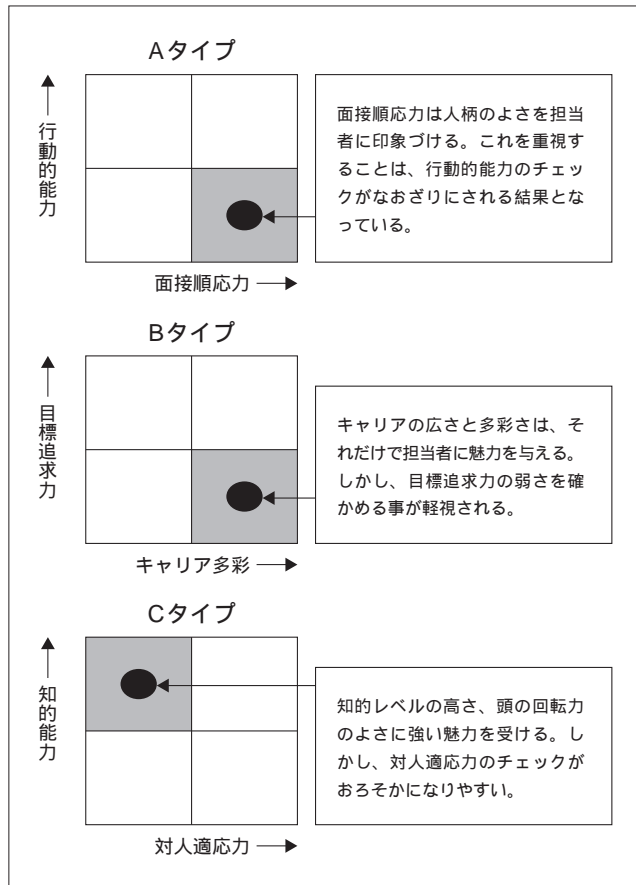 Aタイプ
行動的能力
面接順応力は人柄のよさを担当
者に印象づける。これを重視す
ることは、行動的能力のチェッ
クがなおざりにされる結果とな
っている。
面接順応力
Bタイプ
目標追求力
キャリアの広さと多彩さは、そ
れだけで担当者に魅力を与える。
しかし、目標追求力の弱さを確
かめる事が軽視される。
キャリア多彩
Cタイプ
知的能力
知的レベルの高さ、頭の回転力
のよさに強い魅力を受ける。し
かし、対人適応力のチェックが
おろそかになりやすい。
対人適応力